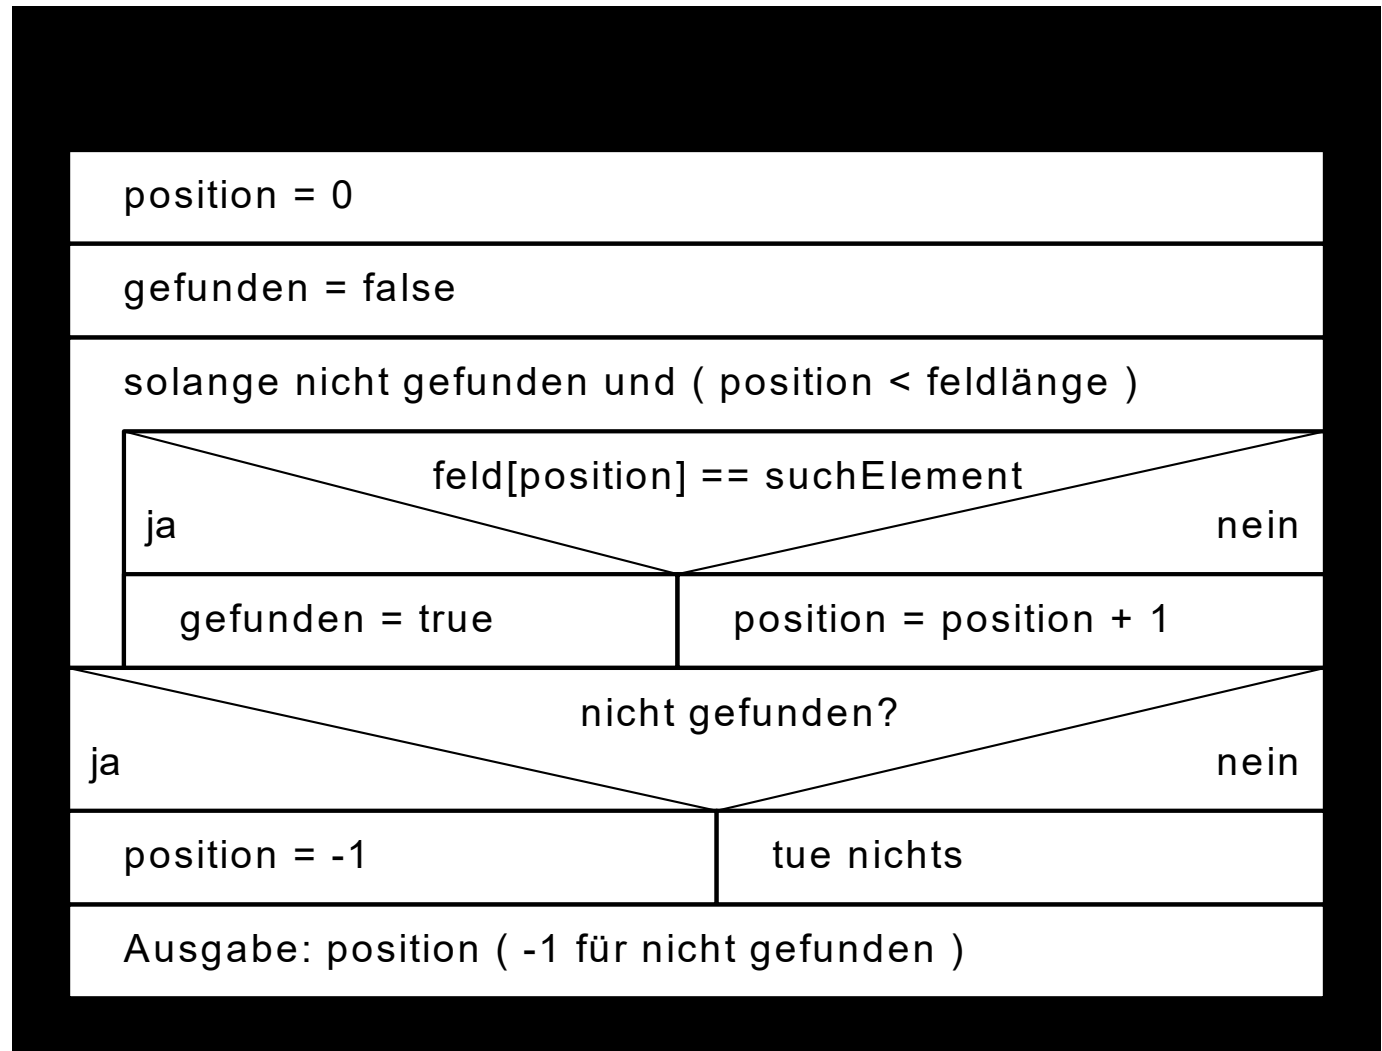 position = 0
gefunden = false
solange nicht gefunden und ( position < feldlänge )
feld[position] == suchElement
ja
nein
gefunden = true
position = position + 1
nicht gefunden?
ja
nein
position = -1
tue nichts
Ausgabe: position ( -1 für nicht gefunden )